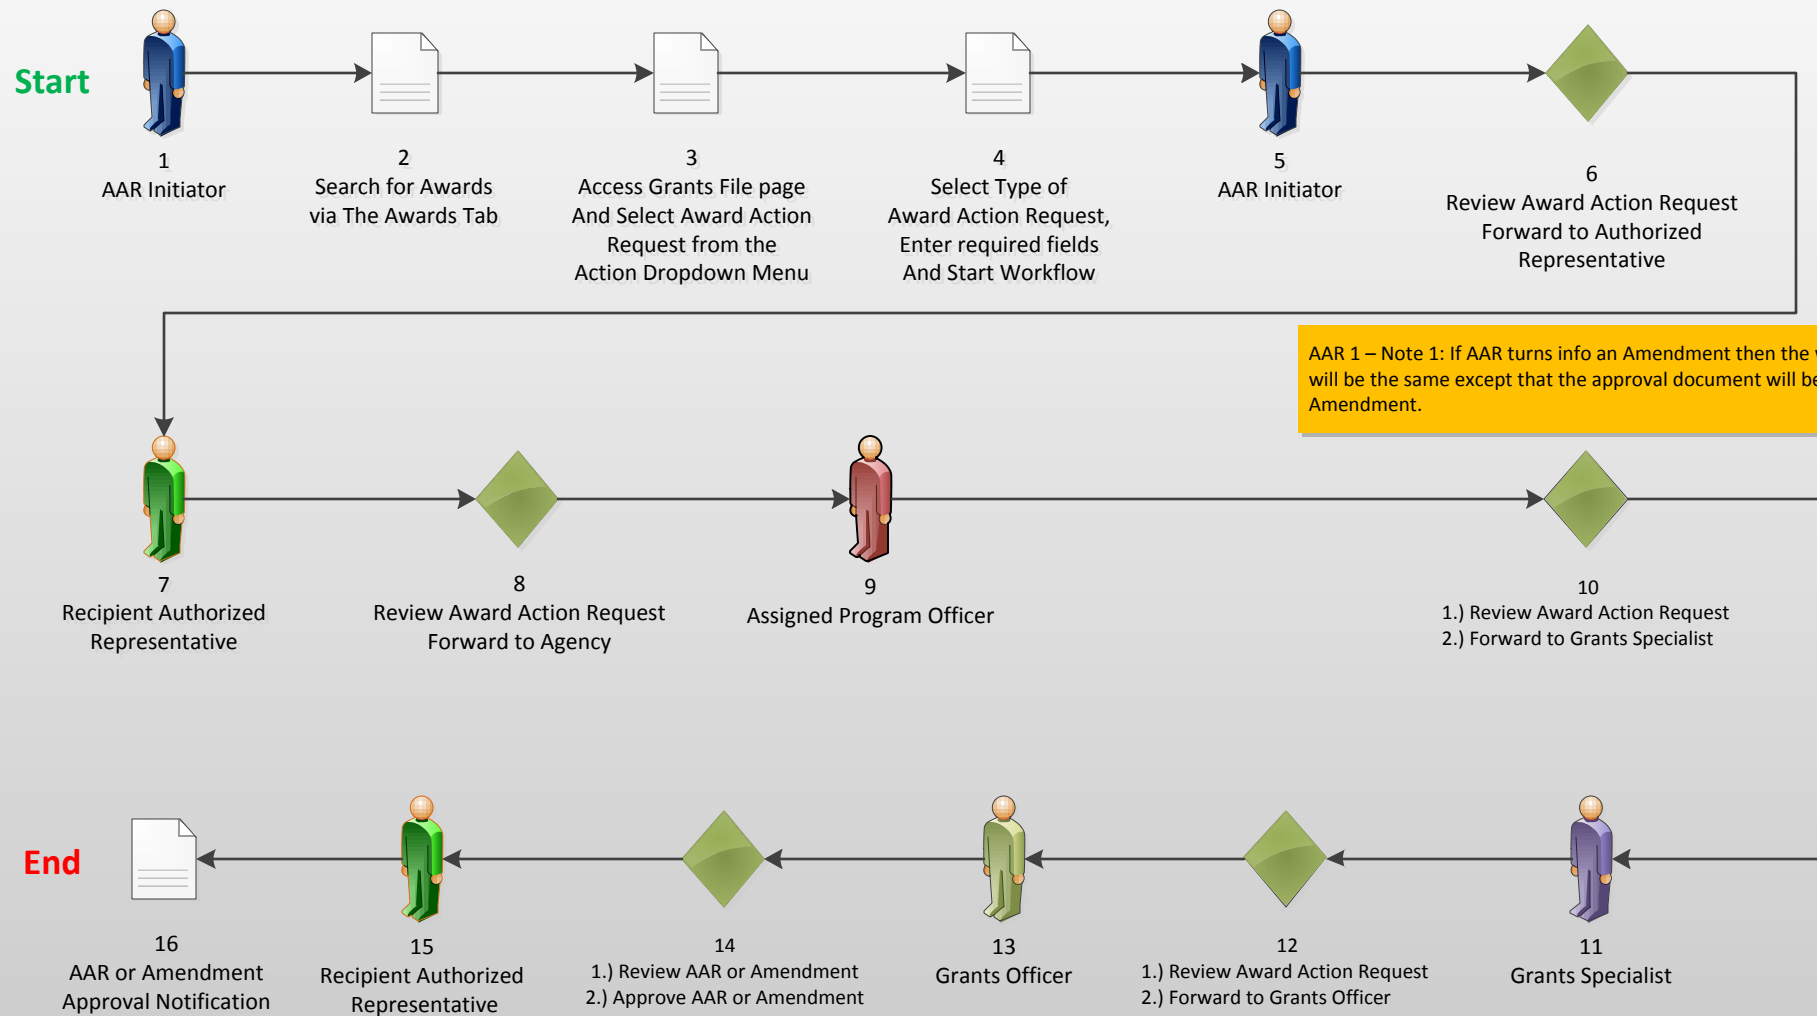 Start
1
AAR Initiator
2
Search for Awards
via The Awards Tab
3
Access Grants File page
And Select Award Action
Request from the
Action Dropdown Menu
4
Select Type of
Award Action Request,
Enter required fields
And Start Workflow
5
AAR Initiator
6
Review Award Action Request
Forward to Authorized
Representative
AAR 1 – Note 1: If AAR turns info an Amendment then the
will be the same except that the approval document will be
Amendment.
7
Recipient Authorized
Representative
8
Review Award Action Request
Forward to Agency
9
Assigned Program Officer
10
1.) Review Award Action Request
2.) Forward to Grants Specialist
End
16
AAR or Amendment
Approval Notification
15
Recipient Authorized
Representative
14
1.) Review AAR or Amendment
2.) Approve AAR or Amendment
13
Grants Officer
12
1.) Review Award Action Request
2.) Forward to Grants Officer
11
Grants Specialist